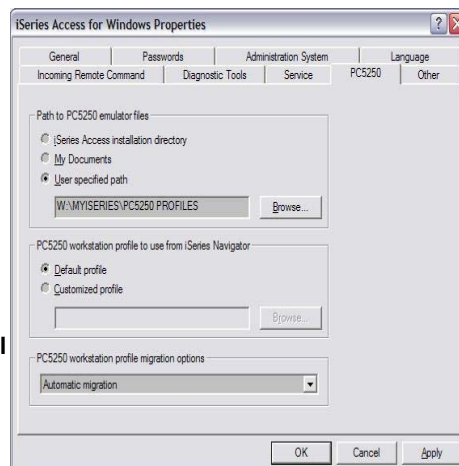 iSeries Access for Windows Properties
General Passwords Administration System Language
Incoming Remote Command Diagnostic Tools Service PC5250 Other
Path to PC5250 emulator files
iSeries Access installation directory
My Documents
User specified path
W:\MYISERIES\PC5250 PROFILES Browse...
PC5250 workstation profile to use from iSeries Navigator
Default profile
Customized profile
Browse...
l
PC5250 workstation profile migration options
Automatic migration
OK Cancel Apply